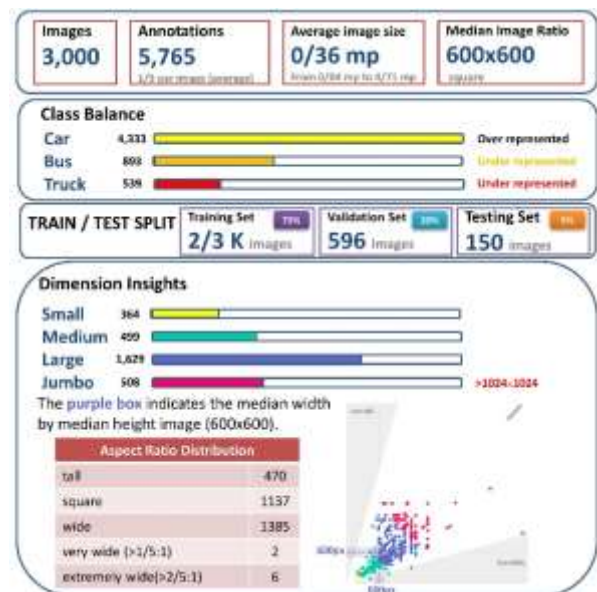 Images
3,000
Annotations
5,765
Average image size
0/36 mp
Median Image Ratio
600x600
square
Class Balance
Car 4,333 Over represented
Bus 893 Under represented
Truck 539 Under represented
TRAIN / TEST SPLIT
Training Set
2/3 K images
Validation Set
596 images
Testing Set
150 images
Dimension Insights
Small 364
Medium 499
Large 1,629
Jumbo 508 >1024x1024
The purple box indicates the median width
by median height image (600x600).
Aspect Ratio Distribution
tall 470
square 1137
wide 1385
very wide (>1/5:1) 2
extremely wide(>2/5:1) 6
600px
600px